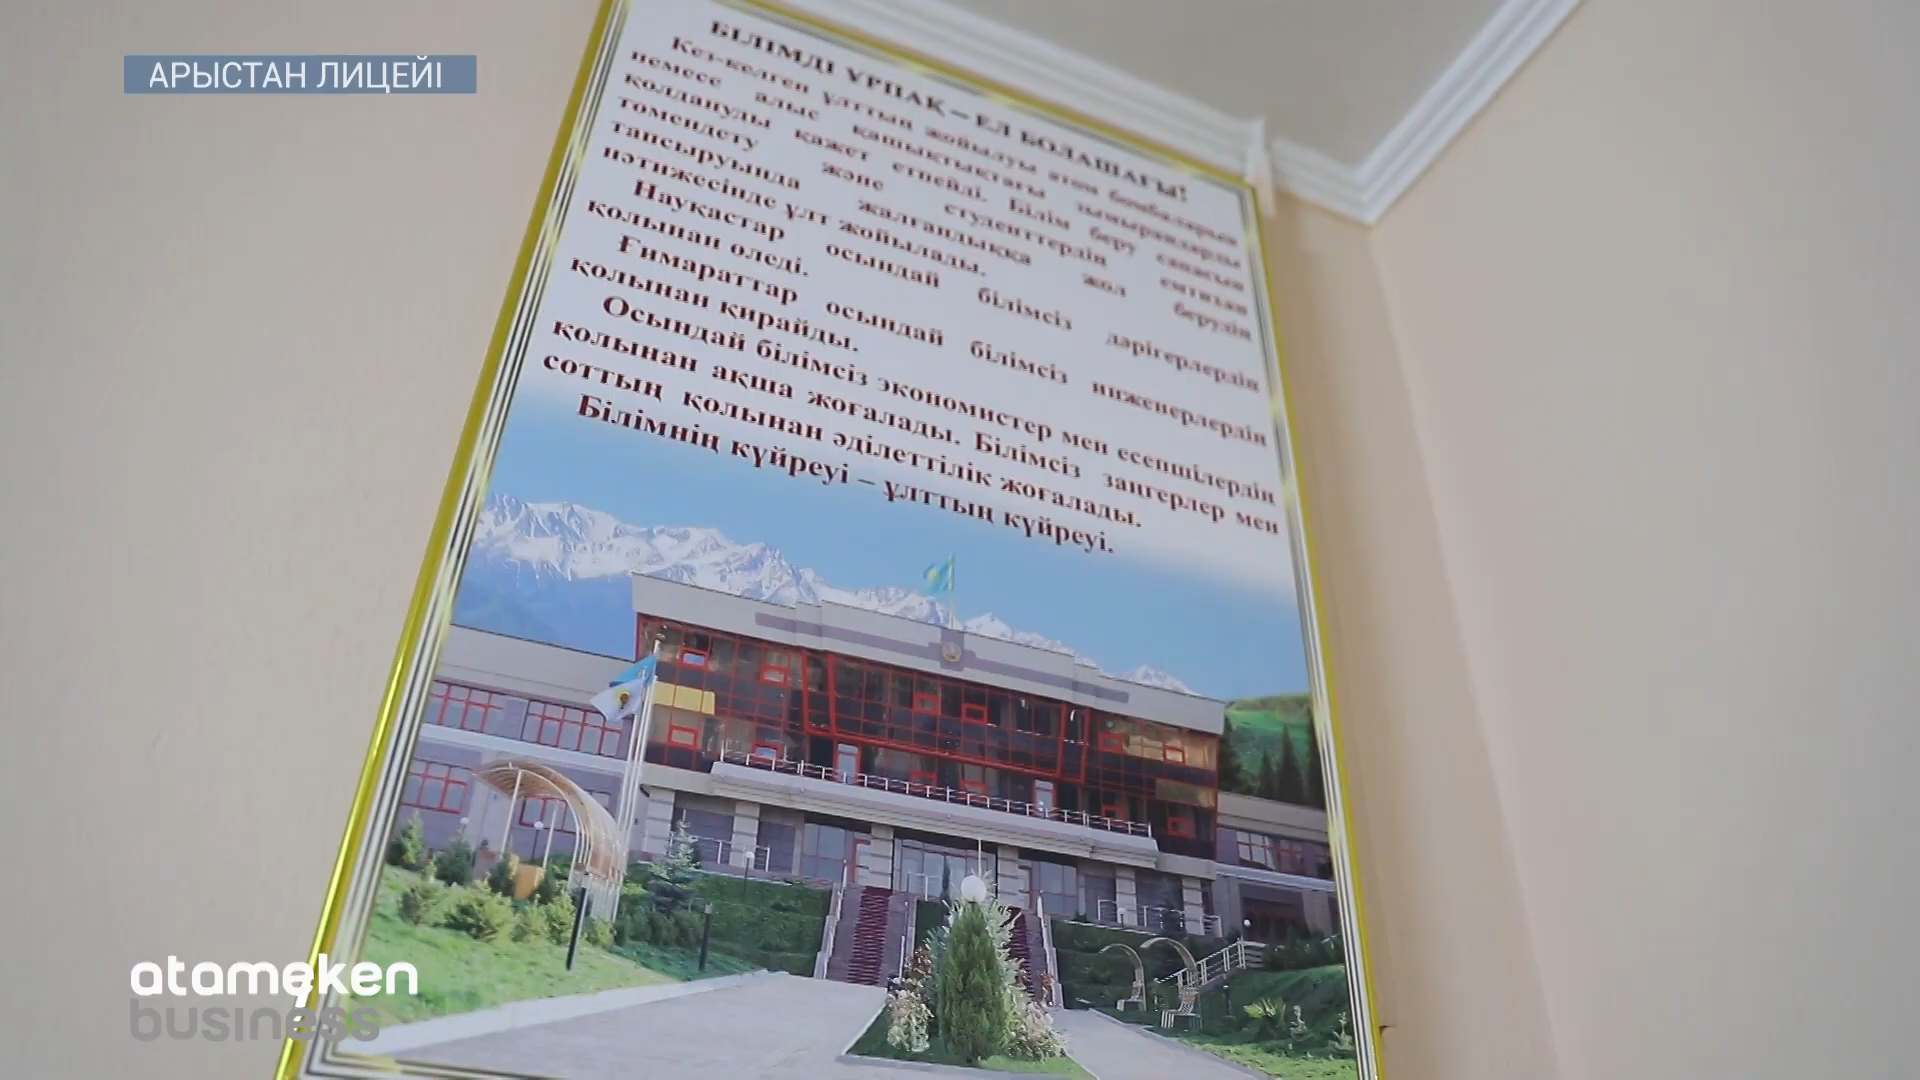 АРЫСТАН ЛИЦЕЙІ
БІЛІМДІ ҰРПАҚ – ЕЛ БОЛАШАҒЫ!
Кез-келген ұлттың жойылуы атом бомбаларын
немесе алыс қашықтықтағы зымырандарды
қолдануды қажет етпейді. Білім беру сапасын
төмендету және студенттердің емтихан
тапсыруында жалғандыққа жол берудің
нәтижесінде ұлт жойылады.
Науқастар осындай білімсіз дәрігерлердің
қолынан өледі.
Ғимараттар осындай білімсіз инженерлердің
қолынан қирайды.
Осындай білімсіз экономистер мен есепшілердің
қолынан ақша жоғалады. Білімсіз заңгерлер мен
соттың қолынан әділеттілік жоғалады.
Білімнің күйреуі – ұлттың күйреуі.
atameken
business